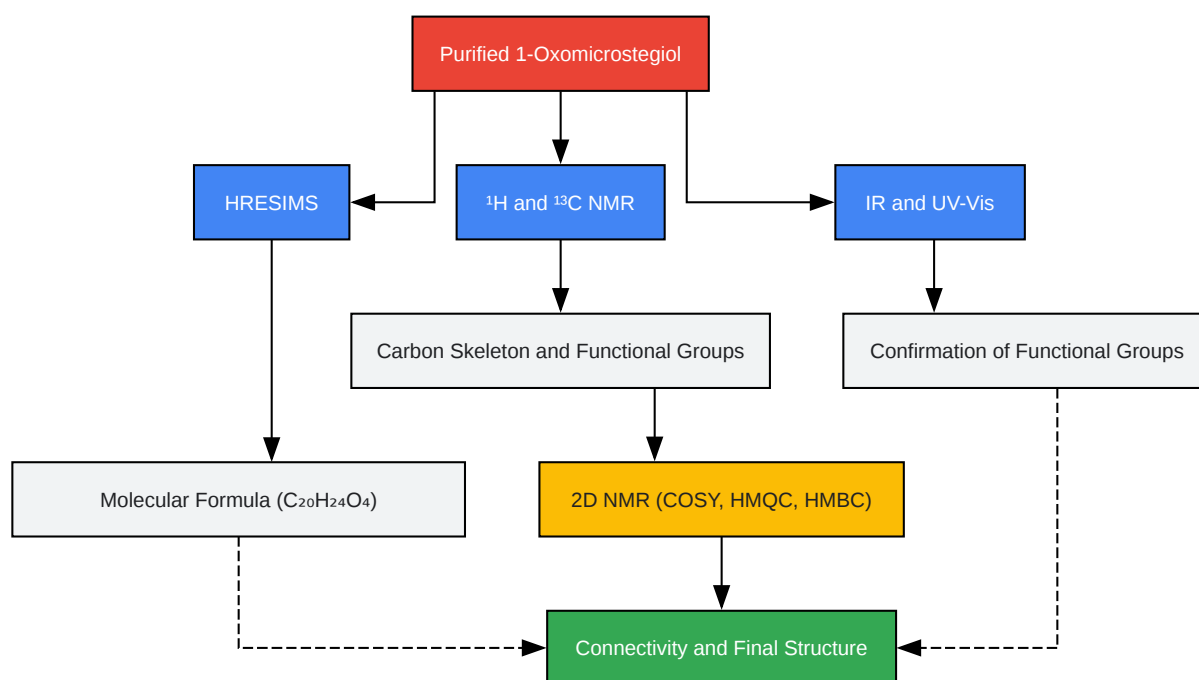 Purified 1-Oxomicrostegiol
HRESIMS
¹H and ¹³C NMR
IR and UV-Vis
Carbon Skeleton and Functional Groups
Confirmation of Functional Groups
Molecular Formula (C₂₀H₂₄O₄)
2D NMR (COSY, HMQC, HMBC)
Connectivity and Final Structure